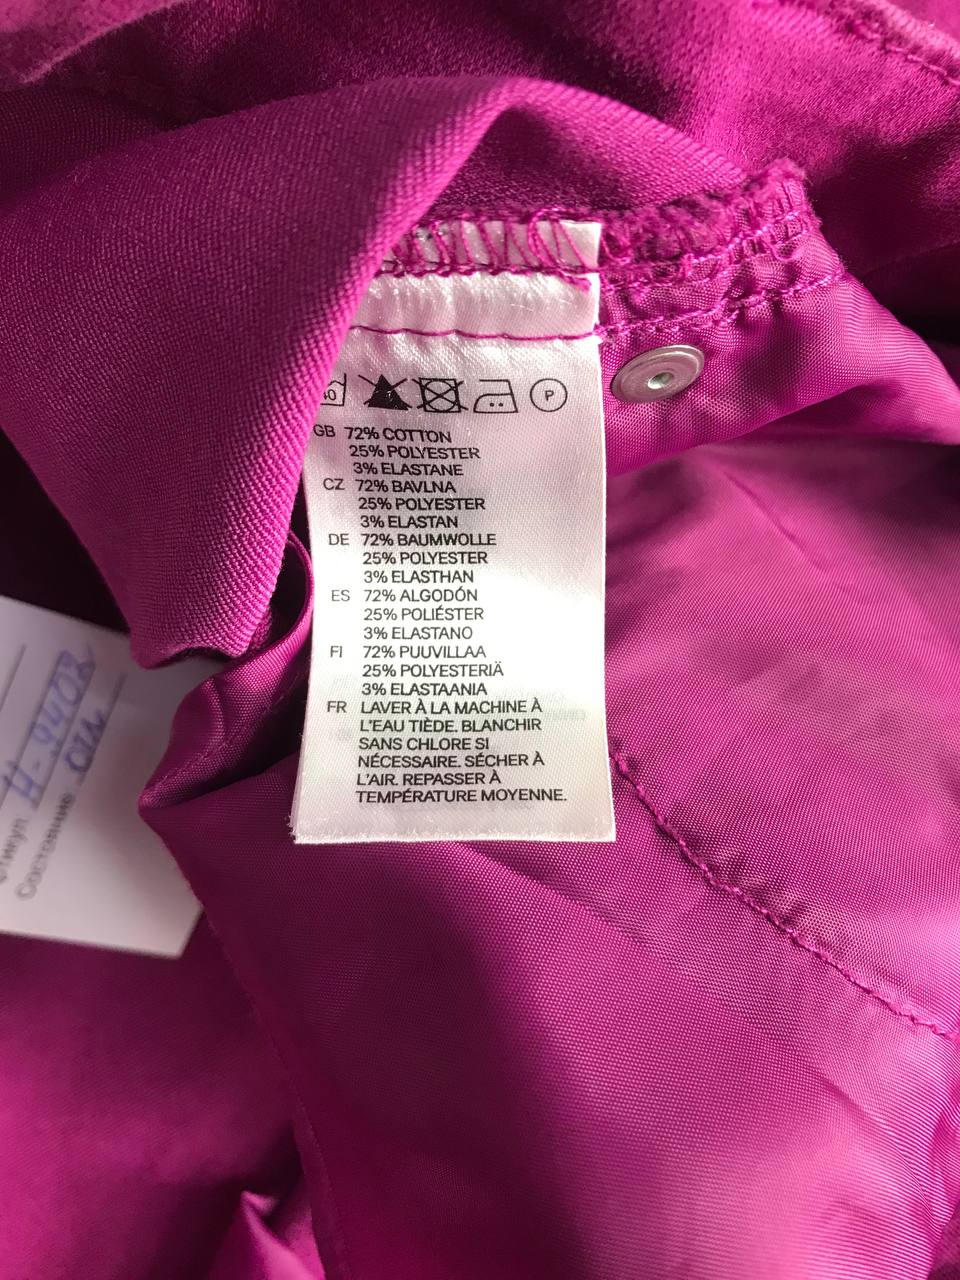 40
P
GB 72% COTTON
25% POLYESTER
3% ELASTANE
CZ 72% BAVLNA
25% POLYESTER
3% ELASTAN
DE 72% BAUMWOLLE
25% POLYESTER
3% ELASTHAN
ES 72% ALGODÓN
25% POLIÉSTER
3% ELASTANO
FI 72% PUUVILLAA
25% POLYESTERIÄ
3% ELASTAANIA
FR LAVER À LA MACHINE À
L'EAU TIÈDE. BLANCHIR
SANS CHLORE SI
NÉCESSAIRE. SÉCHER À
L'AIR. REPASSER À
TEMPÉRATURE MOYENNE.
Состояние